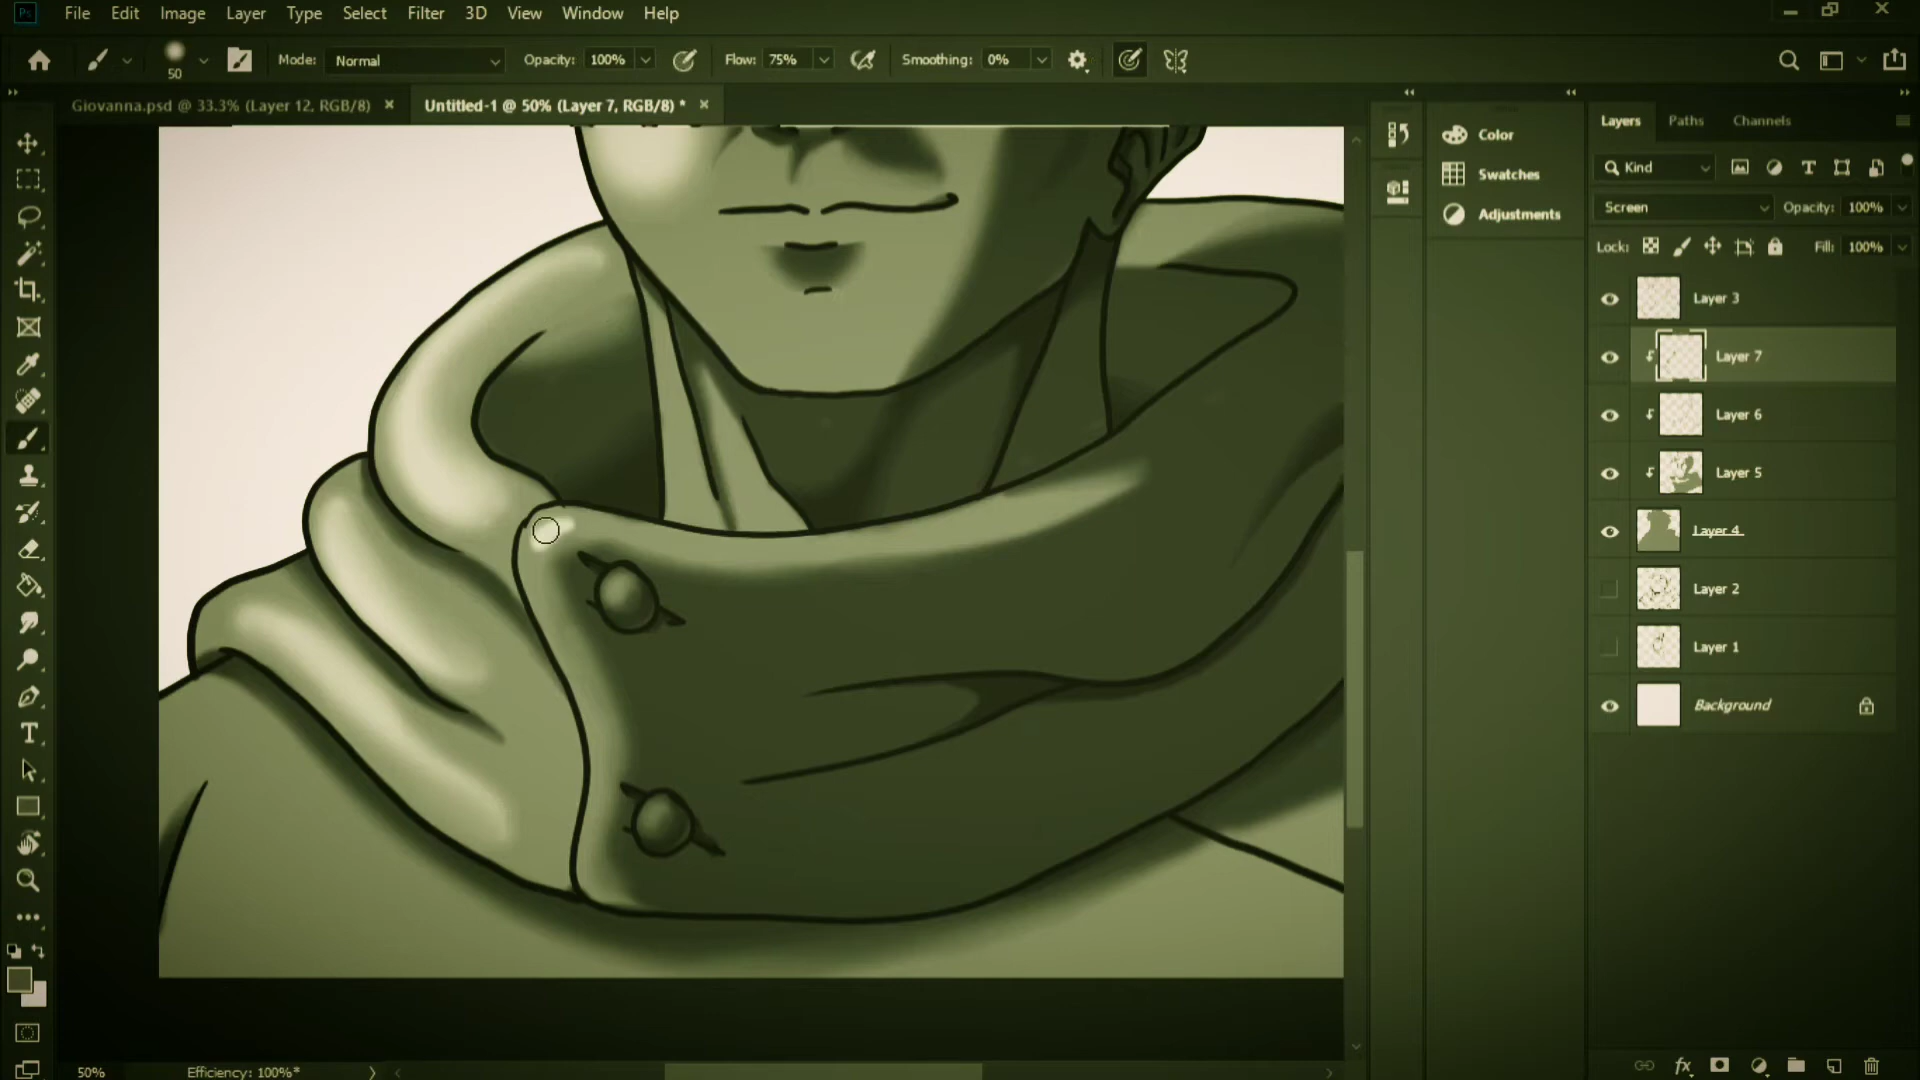 Ps File Edit Image Layer Type Select Filter 3D View Window Help
50 Mode: Normal Opacity: 100% Flow: 75% Smoothing: 0%
Giovanna.psd @ 33.3% (Layer 12, RGB/8) × Untitled-1 @ 50% (Layer 7, RGB/8) * ×
Color
Swatches
Adjustments
Layers Paths Channels
Kind
Screen Opacity: 100%
Lock: Fill: 100%
Layer 3
Layer 7
Layer 6
Layer 5
Layer 4
Layer 2
Layer 1
Background
50% Efficiency: 100%*